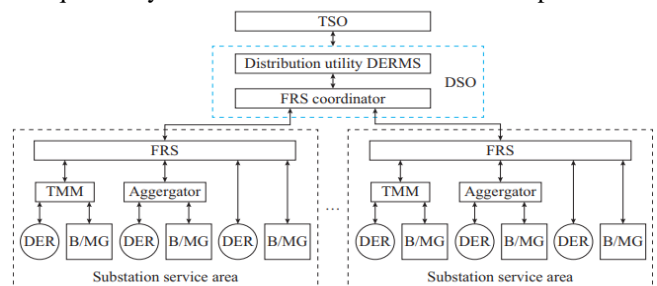 TSO
Distribution utility DERMS
DSO
FRS coordinator
FRS
FRS
TMM
Aggergator
TMM
Aggergator
...
DER
B/MG
DER
B/MG
DER
B/MG
DER
B/MG
DER
B/MG
DER
B/MG
Substation service area
Substation service area